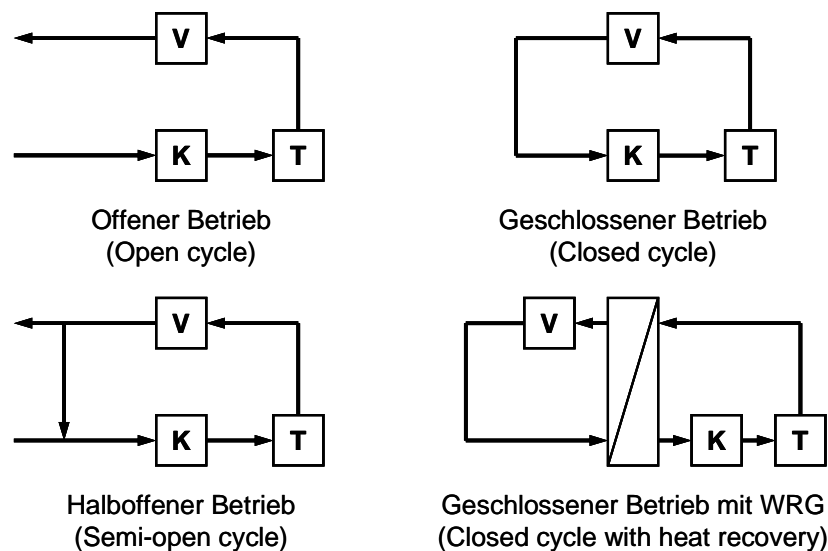 V
K
T
Offener Betrieb
(Open cycle)
V
K
T
Geschlossener Betrieb
(Closed cycle)
V
K
T
Halboffener Betrieb
(Semi-open cycle)
V
K
T
Geschlossener Betrieb mit WRG
(Closed cycle with heat recovery)